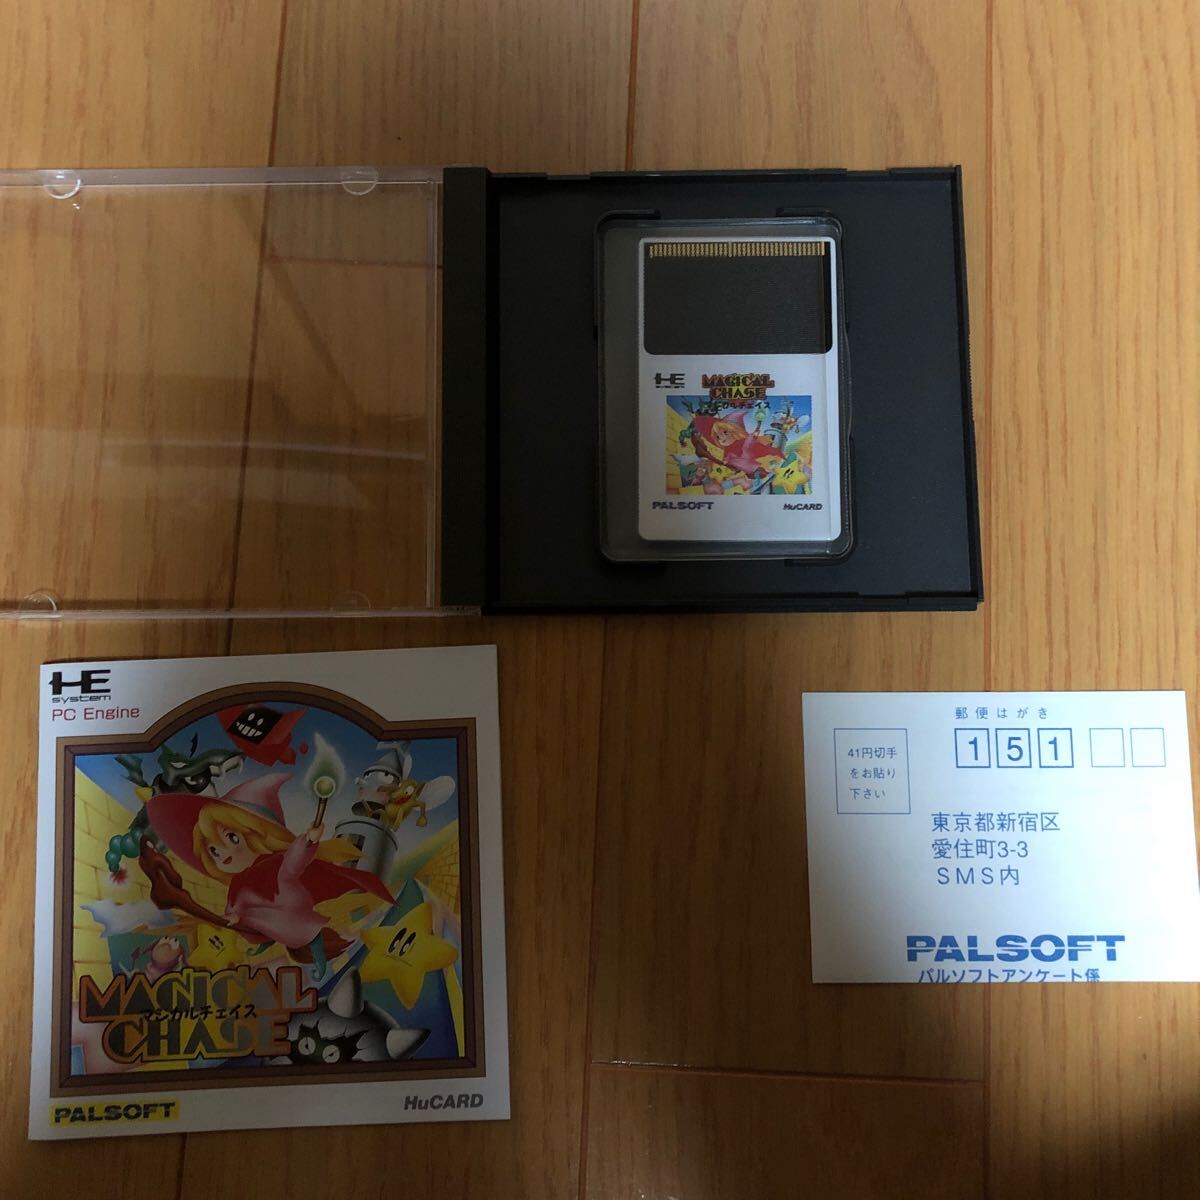 HE
system
MAGICAL
CHASE
マジカルチェイス
PALSOFT
HuCARD
HE
system
PC Engine
MAGICAL
マジカルチェイス
CHASE
PALSOFT
HuCARD
郵便はがき
151
41円切手
をお貼り
下さい
東京都新宿区
愛住町3-3
SMS内
PALSOFT
パルソフトアンケート係